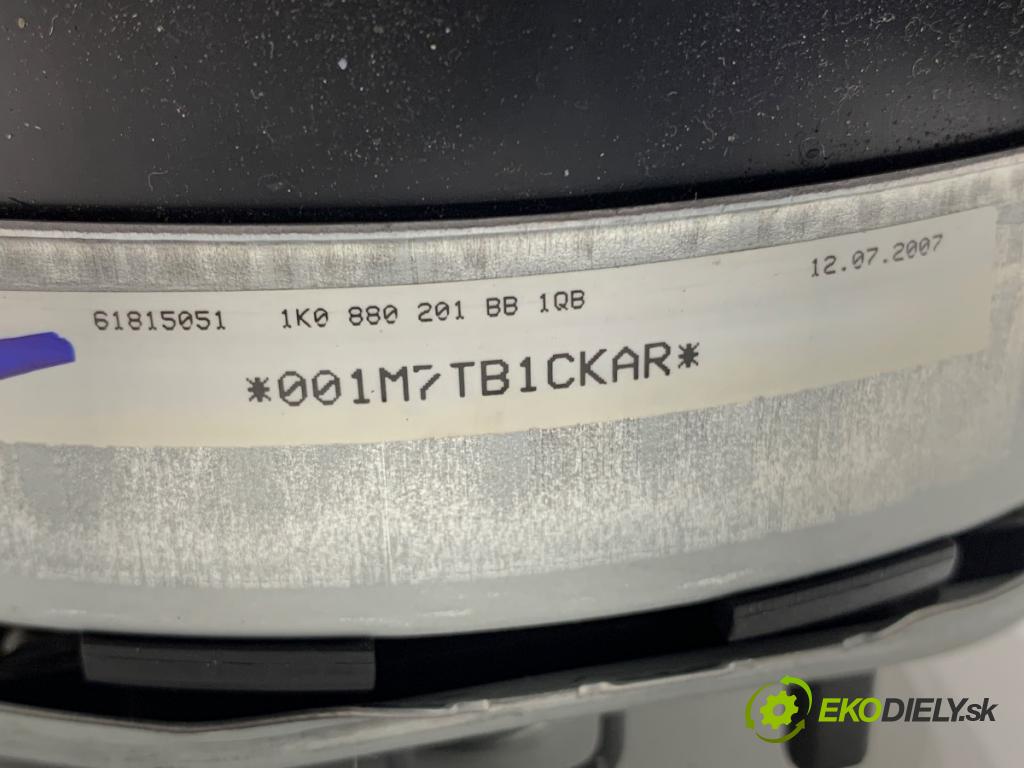 12.07.2007
61815051 1K0 880 201 BB 1QB
*001M7TB1CKAR*
EKODIELY.sk